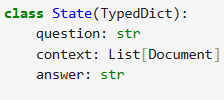 class State(TypedDict):
    question: str
    context: List[Document]
    answer: str